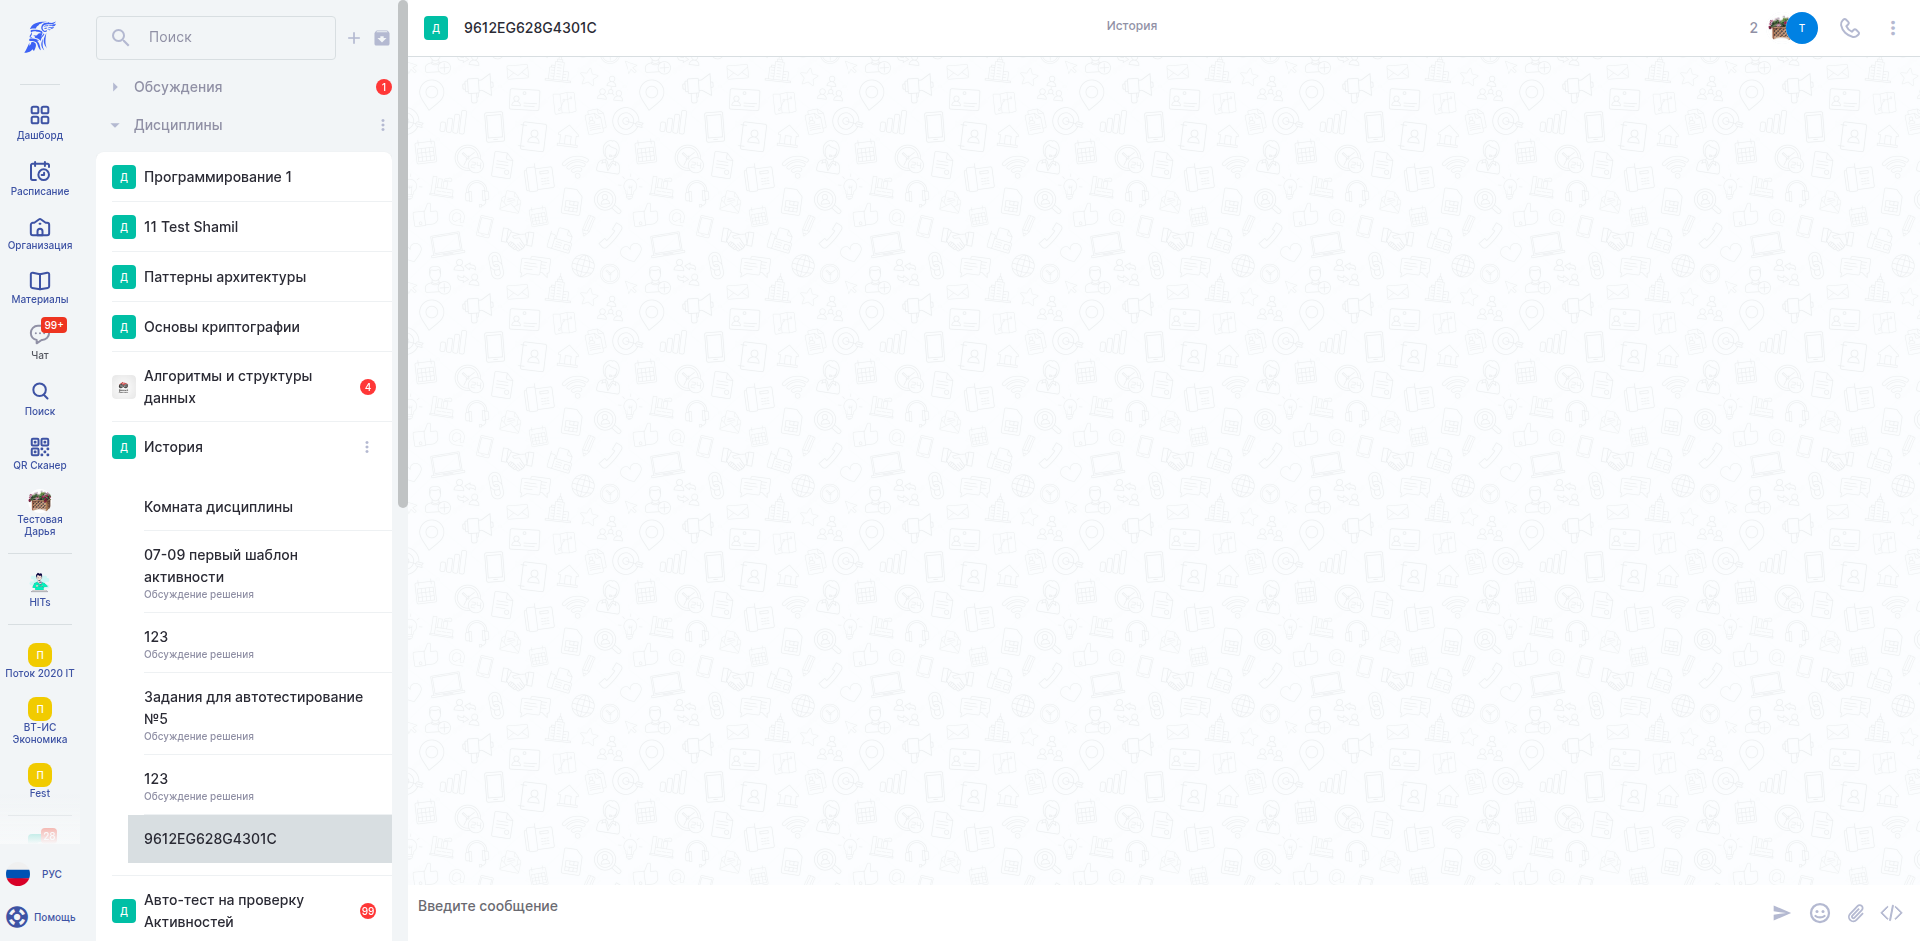 Дашборд
Расписание
Организация
Материалы
99+
Чат
Поиск
QR Сканер
Тестовая
Дарья
HITs
П
Поток 2020 IT
П
ВТ-ИС
Экономика
П
Fest
28
РУС
Помощь
Поиск
Обсуждения
1
Дисциплины
Д
Программирование 1
Д
11 Test Shamil
Д
Паттерны архитектуры
Д
Основы криптографии
Алгоритмы и структуры
данных
4
Д
История
Комната дисциплины
07-09 первый шаблон
активности
Обсуждение решения
123
Обсуждение решения
Задания для автотестирование
№5
Обсуждение решения
123
Обсуждение решения
9612EG628G4301C
Д
Авто-тест на проверку
Активностей
99
Д
9612EG628G4301C
История
2
Т
Введите сообщение